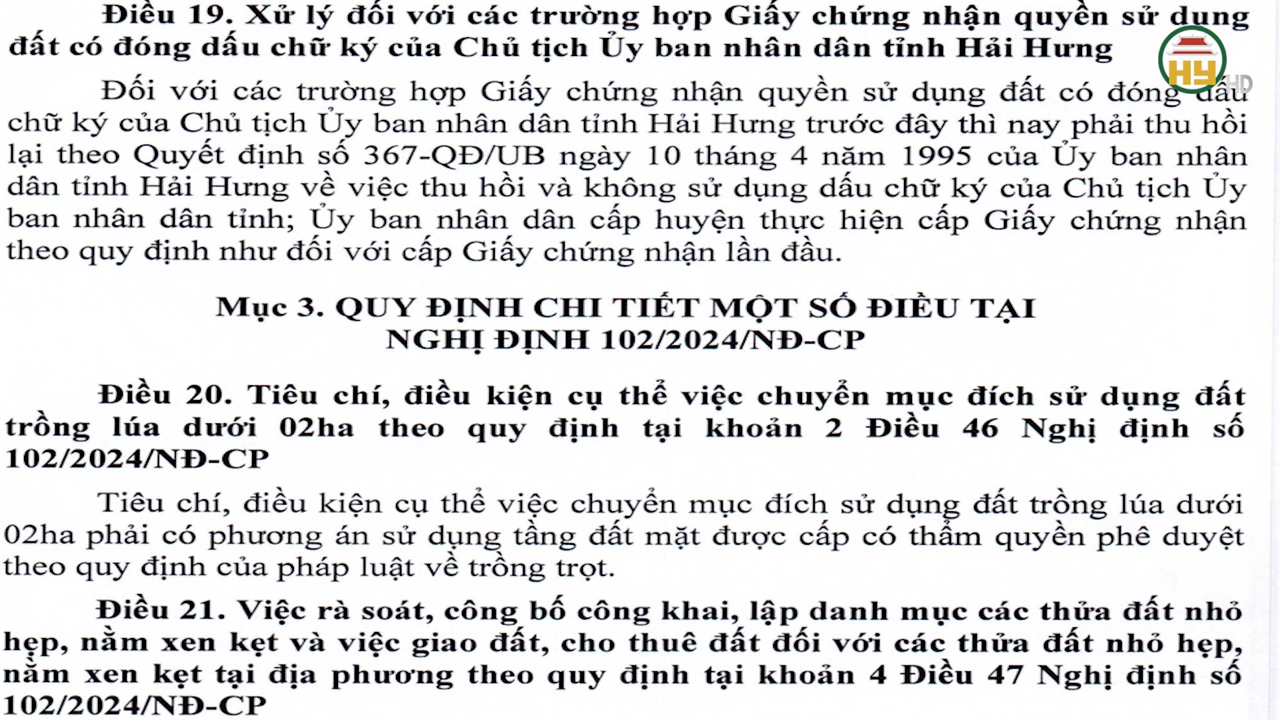 Điều 19. Xử lý đối với các trường hợp Giấy chứng nhận quyền sử dụng
đất có đóng dấu chữ ký của Chủ tịch Ủy ban nhân dân tỉnh Hải Hưng
HY HD
Đối với các trường hợp Giấy chứng nhận quyền sử dụng đất có đóng dấu
chữ ký của Chủ tịch Ủy ban nhân dân tỉnh Hải Hưng trước đây thì nay phải thu hồi
lại theo Quyết định số 367-QĐ/UB ngày 10 tháng 4 năm 1995 của Ủy ban nhân
dân tỉnh Hải Hưng về việc thu hồi và không sử dụng dấu chữ ký của Chủ tịch Ủy
ban nhân dân tỉnh; Ủy ban nhân dân cấp huyện thực hiện cấp Giấy chứng nhận
theo quy định như đối với cấp Giấy chứng nhận lần đầu.
Mục 3. QUY ĐỊNH CHI TIẾT MỘT SỐ ĐIỀU TẠI
NGHỊ ĐỊNH 102/2024/NĐ-CP
Điều 20. Tiêu chí, điều kiện cụ thể việc chuyển mục đích sử dụng đất
trồng lúa dưới 02ha theo quy định tại khoản 2 Điều 46 Nghị định số
102/2024/NĐ-CP
Tiêu chí, điều kiện cụ thể việc chuyển mục đích sử dụng đất trồng lúa dưới
02ha phải có phương án sử dụng tầng đất mặt được cấp có thẩm quyền phê duyệt
theo quy định của pháp luật về trồng trọt.
Điều 21. Việc rà soát, công bố công khai, lập danh mục các thửa đất nhỏ
hẹp, nằm xen kẹt và việc giao đất, cho thuê đất đối với các thửa đất nhỏ hẹp,
nằm xen kẹt tại địa phương theo quy định tại khoản 4 Điều 47 Nghị định số
102/2024/NĐ-CP